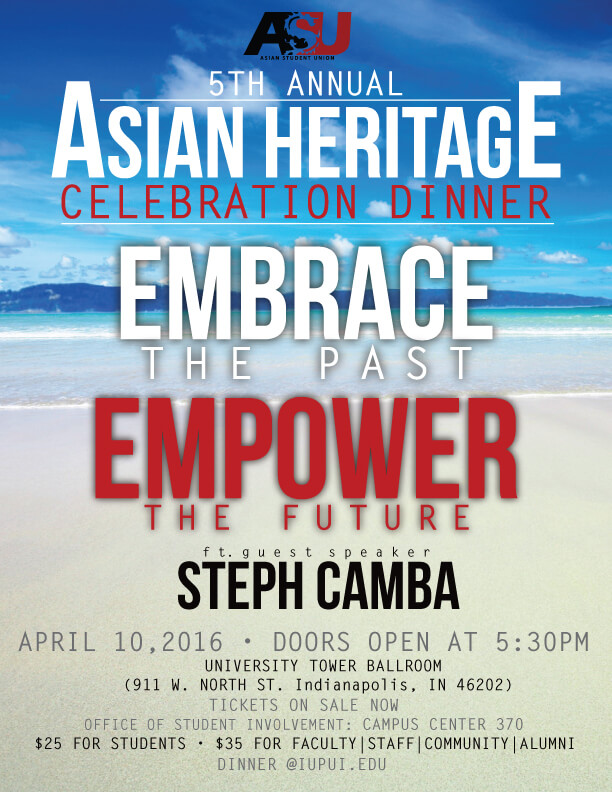 ASU
ASIAN STUDENT UNION
5TH ANNUAL
ASIAN HERITAGE
CELEBRATION DINNER
EMBRACE
THE PAST
EMPOWER
THE FUTURE
ft. guest speaker
STEPH CAMBA
APRIL 10,2016 • DOORS OPEN AT 5:30PM
UNIVERSITY TOWER BALLROOM
(911 W. NORTH ST. Indianapolis, IN 46202)
TICKETS ON SALE NOW
OFFICE OF STUDENT INVOLVEMENT: CAMPUS CENTER 370
$25 FOR STUDENTS • $35 FOR FACULTY|STAFF|COMMUNITY|ALUMNI
DINNER @IUPUI.EDU